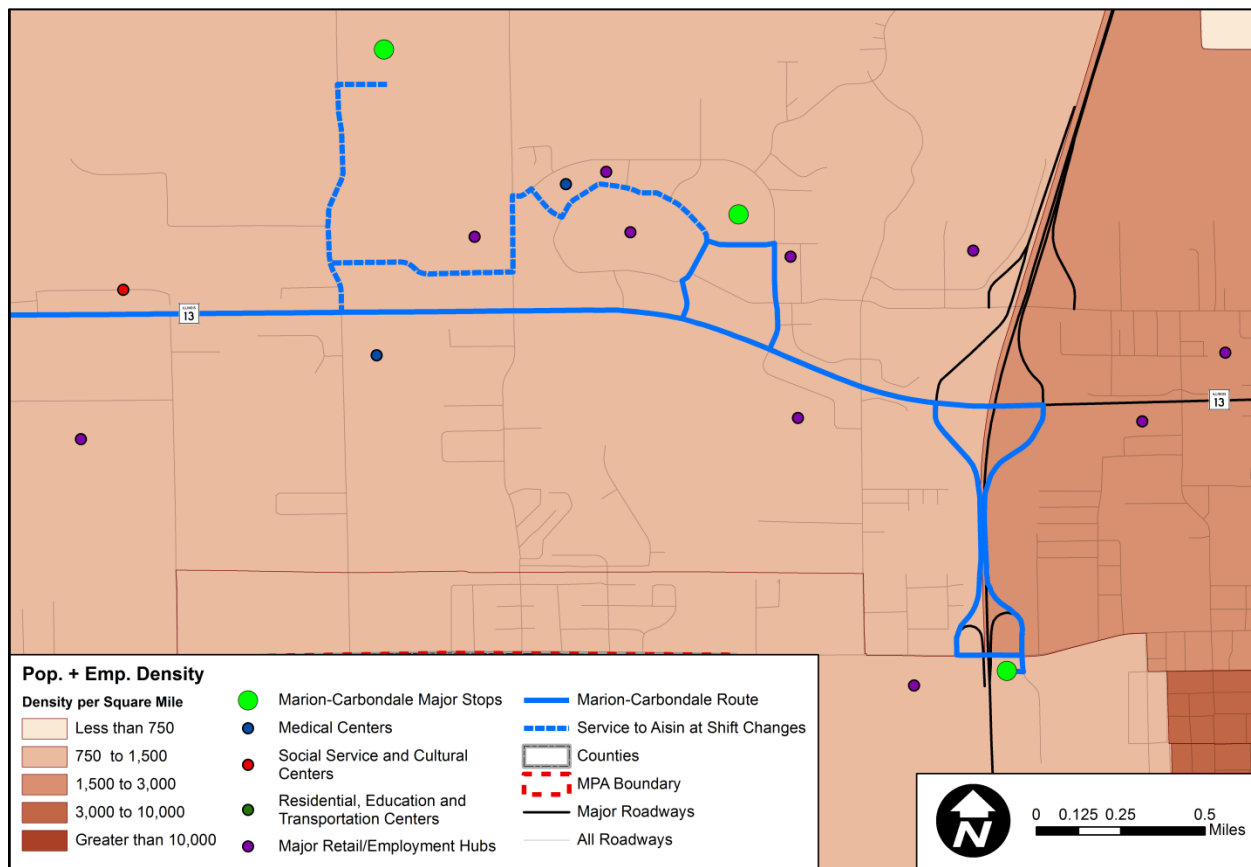 ILLINOIS
13
ILLINOIS
13
Pop. + Emp. Density
Density per Square Mile
Less than 750
750 to 1,500
1,500 to 3,000
3,000 to 10,000
Greater than 10,000
Marion-Carbondale Major Stops
Medical Centers
Social Service and Cultural
Centers
Residential, Education and
Transportation Centers
Major Retail/Employment Hubs
Marion-Carbondale Route
Service to Aisin at Shift Changes
Counties
MPA Boundary
Major Roadways
All Roadways
N
0 0.125 0.25 0.5
Miles